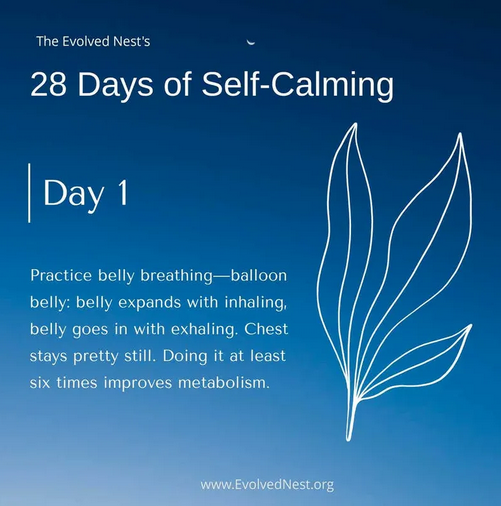 The Evolved Nest's
28 Days of Self-Calming
Day 1
Practice belly breathing—balloon
belly: belly expands with inhaling,
belly goes in with exhaling. Chest
stays pretty still. Doing it at least
six times improves metabolism.
www.EvolvedNest.org